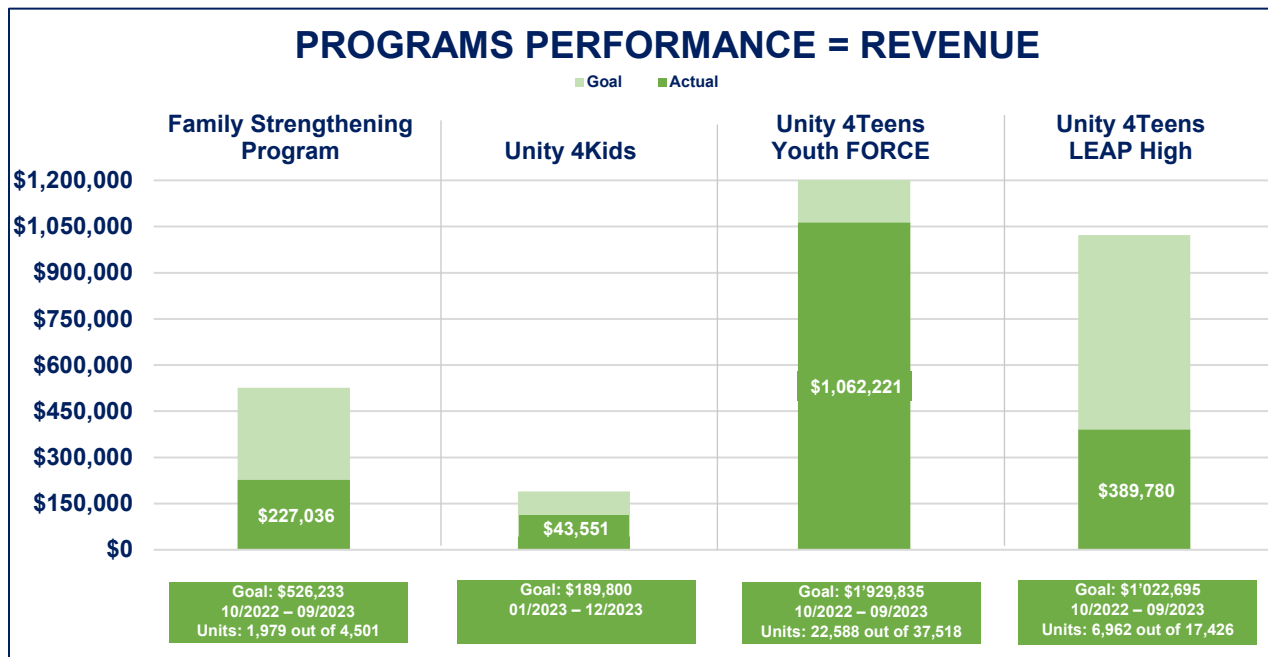 PROGRAMS PERFORMANCE = REVENUE
Goal Actual
Family Strengthening
Program
Unity 4Kids
Unity 4Teens
Youth FORCE
Unity 4Teens
LEAP High
$1,200,000
$1,050,000
$900,000
$750,000
$600,000
$450,000
$300,000
$150,000
$0
$227,036
$43,551
$1,062,221
$389,780
Goal: $526,233
10/2022 – 09/2023
Units: 1,979 out of 4,501
Goal: $189,800
01/2023 – 12/2023
Goal: $1'929,835
10/2022 – 09/2023
Units: 22,588 out of 37,518
Goal: $1'022,695
10/2022 – 09/2023
Units: 6,962 out of 17,426